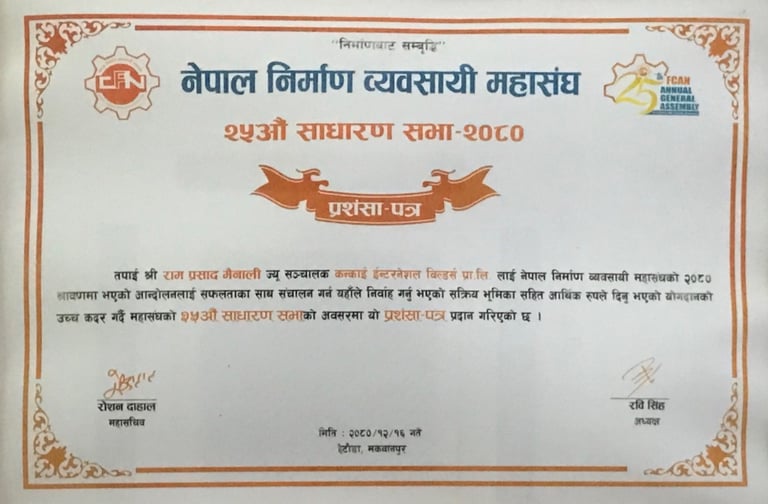 "निर्माणबाट सम्बृद्धि"
नेपाल निर्माण व्यवसायी महासंघ
25th FCAN
ANNUAL
GENERAL
ASSEMBLY
२५औं साधारण सभा-२०८०
प्रशंसा-पत्र
तपाई श्री राम प्रसाद मैनाली ज्यू सञ्चालक कन्काई ईन्टरनेशल विल्डर्स प्रा.लि. लाई नेपाल निर्माण व्यवसायी महासंघको २०८०
श्रावणमा भएको आन्दोलनलाई सफलताका साथ संचालन गर्न यहाँले निर्वाह गर्नु भएको सक्रिय भूमिका सहित आर्थिक रुपले दिनु भएको योगदानको
उच्च कदर गर्दै महासंघको २५औं साधारण सभाको अवसरमा यो प्रशंसा-पत्र प्रदान गरिएको छ ।
रोशन दाहाल
महासचिव
रवि सिंह
अध्यक्ष
मिति : २०८०/१२/१६ गते
हेटौंडा, मकवानपुर